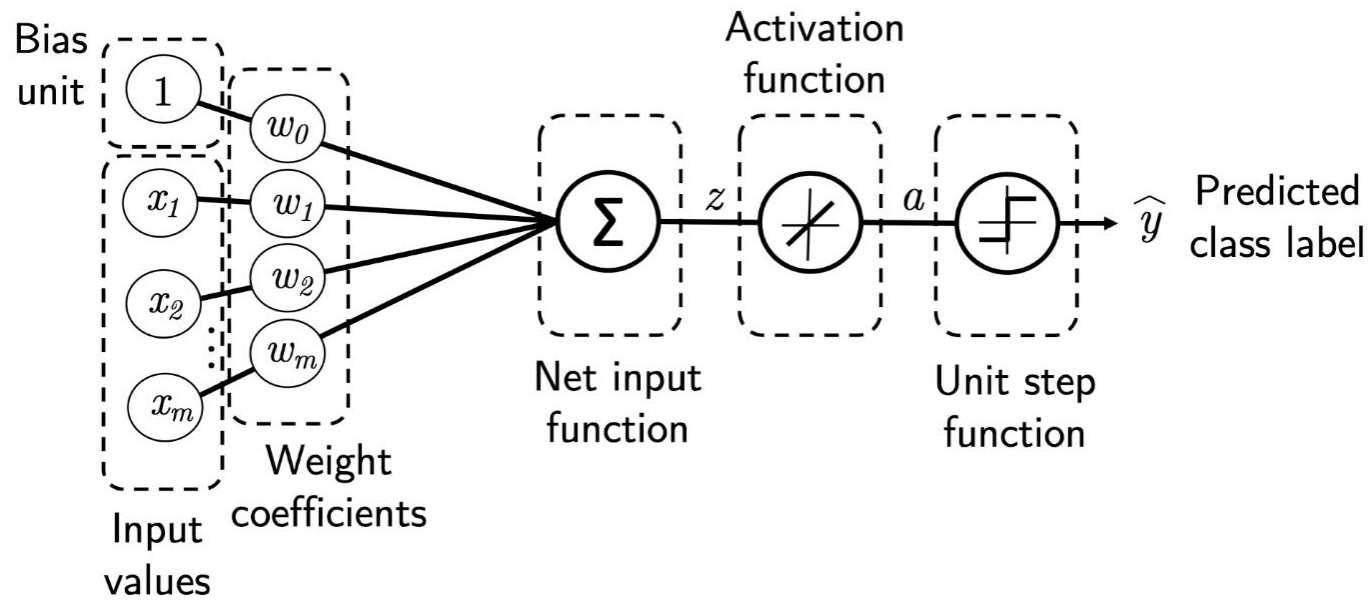 Bias
unit
1
x₁
x₂
⋮
xₘ
Input
values
w₀
w₁
w₂
wₘ
Weight
coefficients
Σ
Net input
function
z
Activation
function
a
Unit step
function
ŷ
Predicted
class label